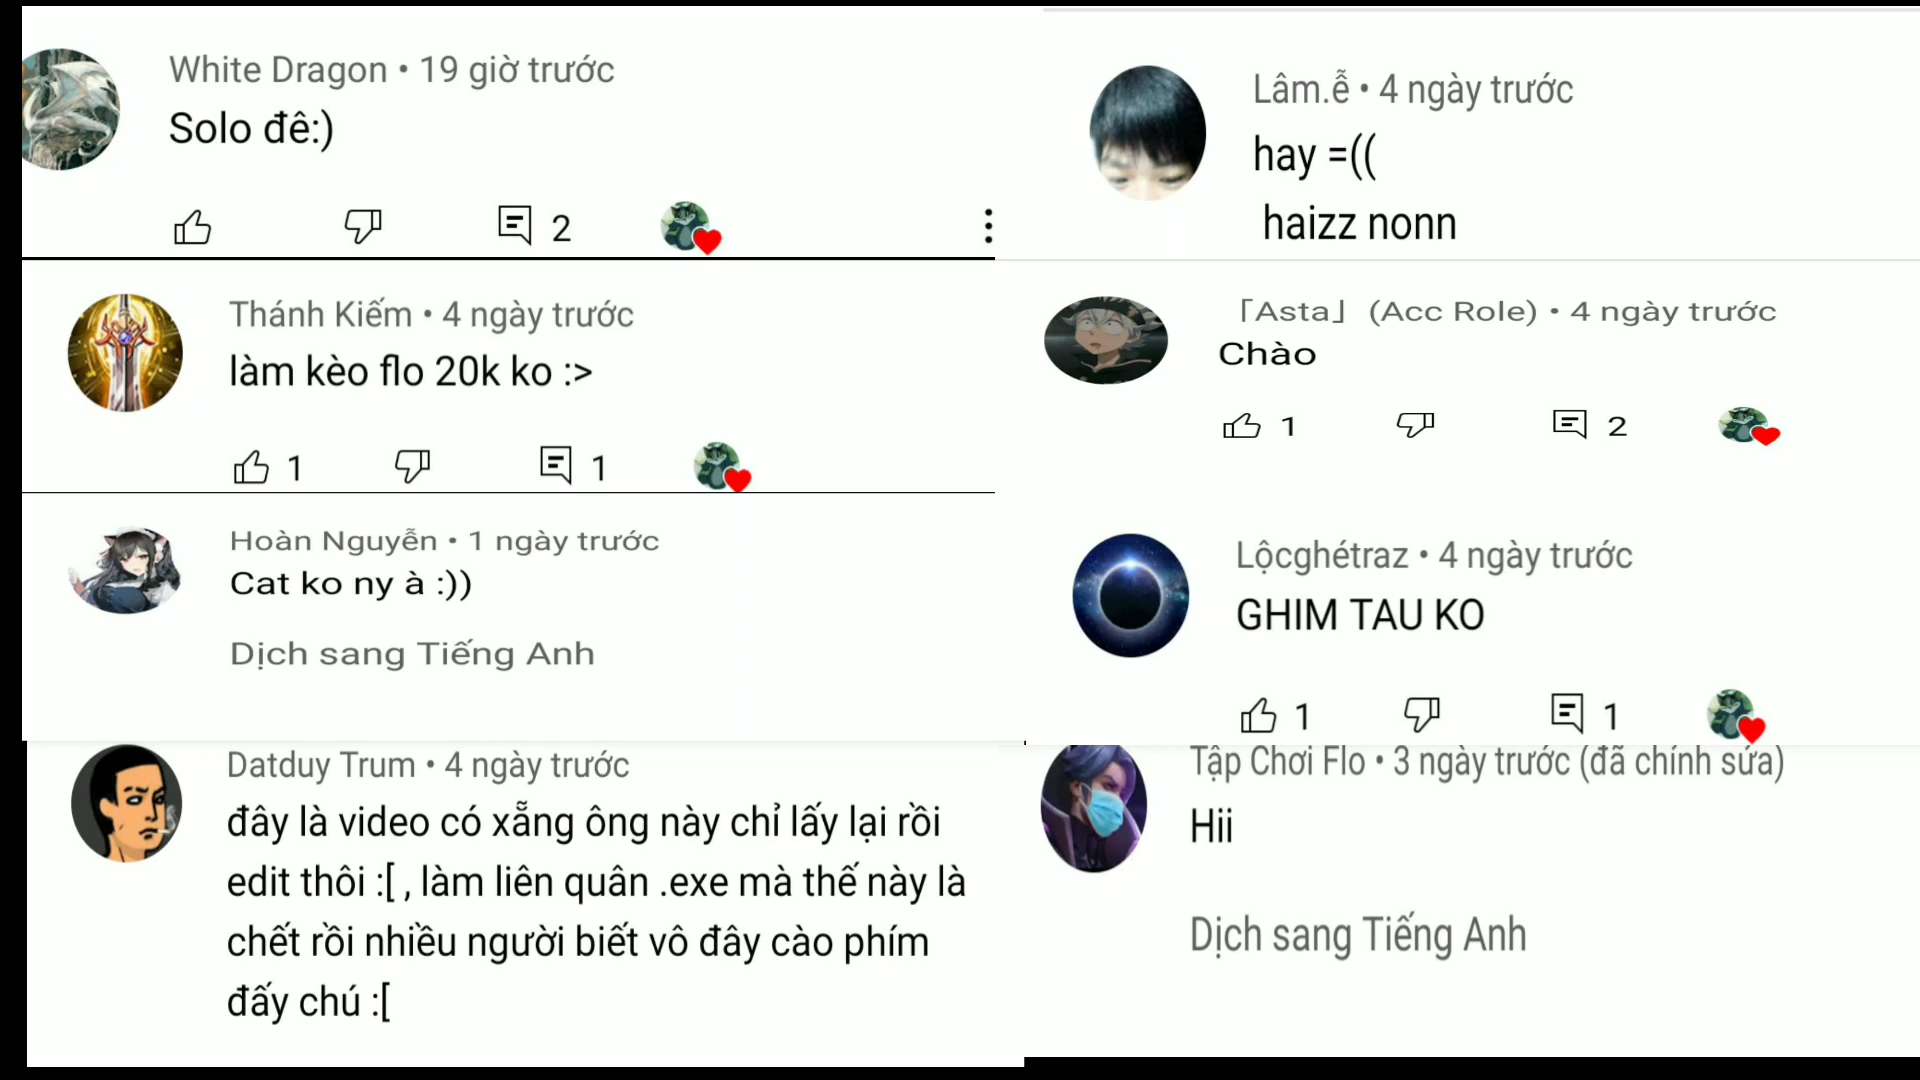 White Dragon • 19 giờ trước
Solo đê:)
2
Thánh Kiếm • 4 ngày trước
làm kèo flo 20k ko :>
1 1
Hoàn Nguyễn • 1 ngày trước
Cat ko ny à :))
Dịch sang Tiếng Anh
Datduy Trum • 4 ngày trước
đây là video có xẵng ông này chỉ lấy lại rồi
edit thôi :[ , làm liên quân .exe mà thế này là
chết rồi nhiều người biết vô đây cào phím
đấy chú :[
Lâm.ễ • 4 ngày trước
hay =((
haizz nonn
「Asta」 (Acc Role) • 4 ngày trước
Chào
1 2
Lộcghétraz • 4 ngày trước
GHIM TAU KO
1 1
Tập Chơi Flo • 3 ngày trước (đã chỉnh sửa)
Hii
Dịch sang Tiếng Anh